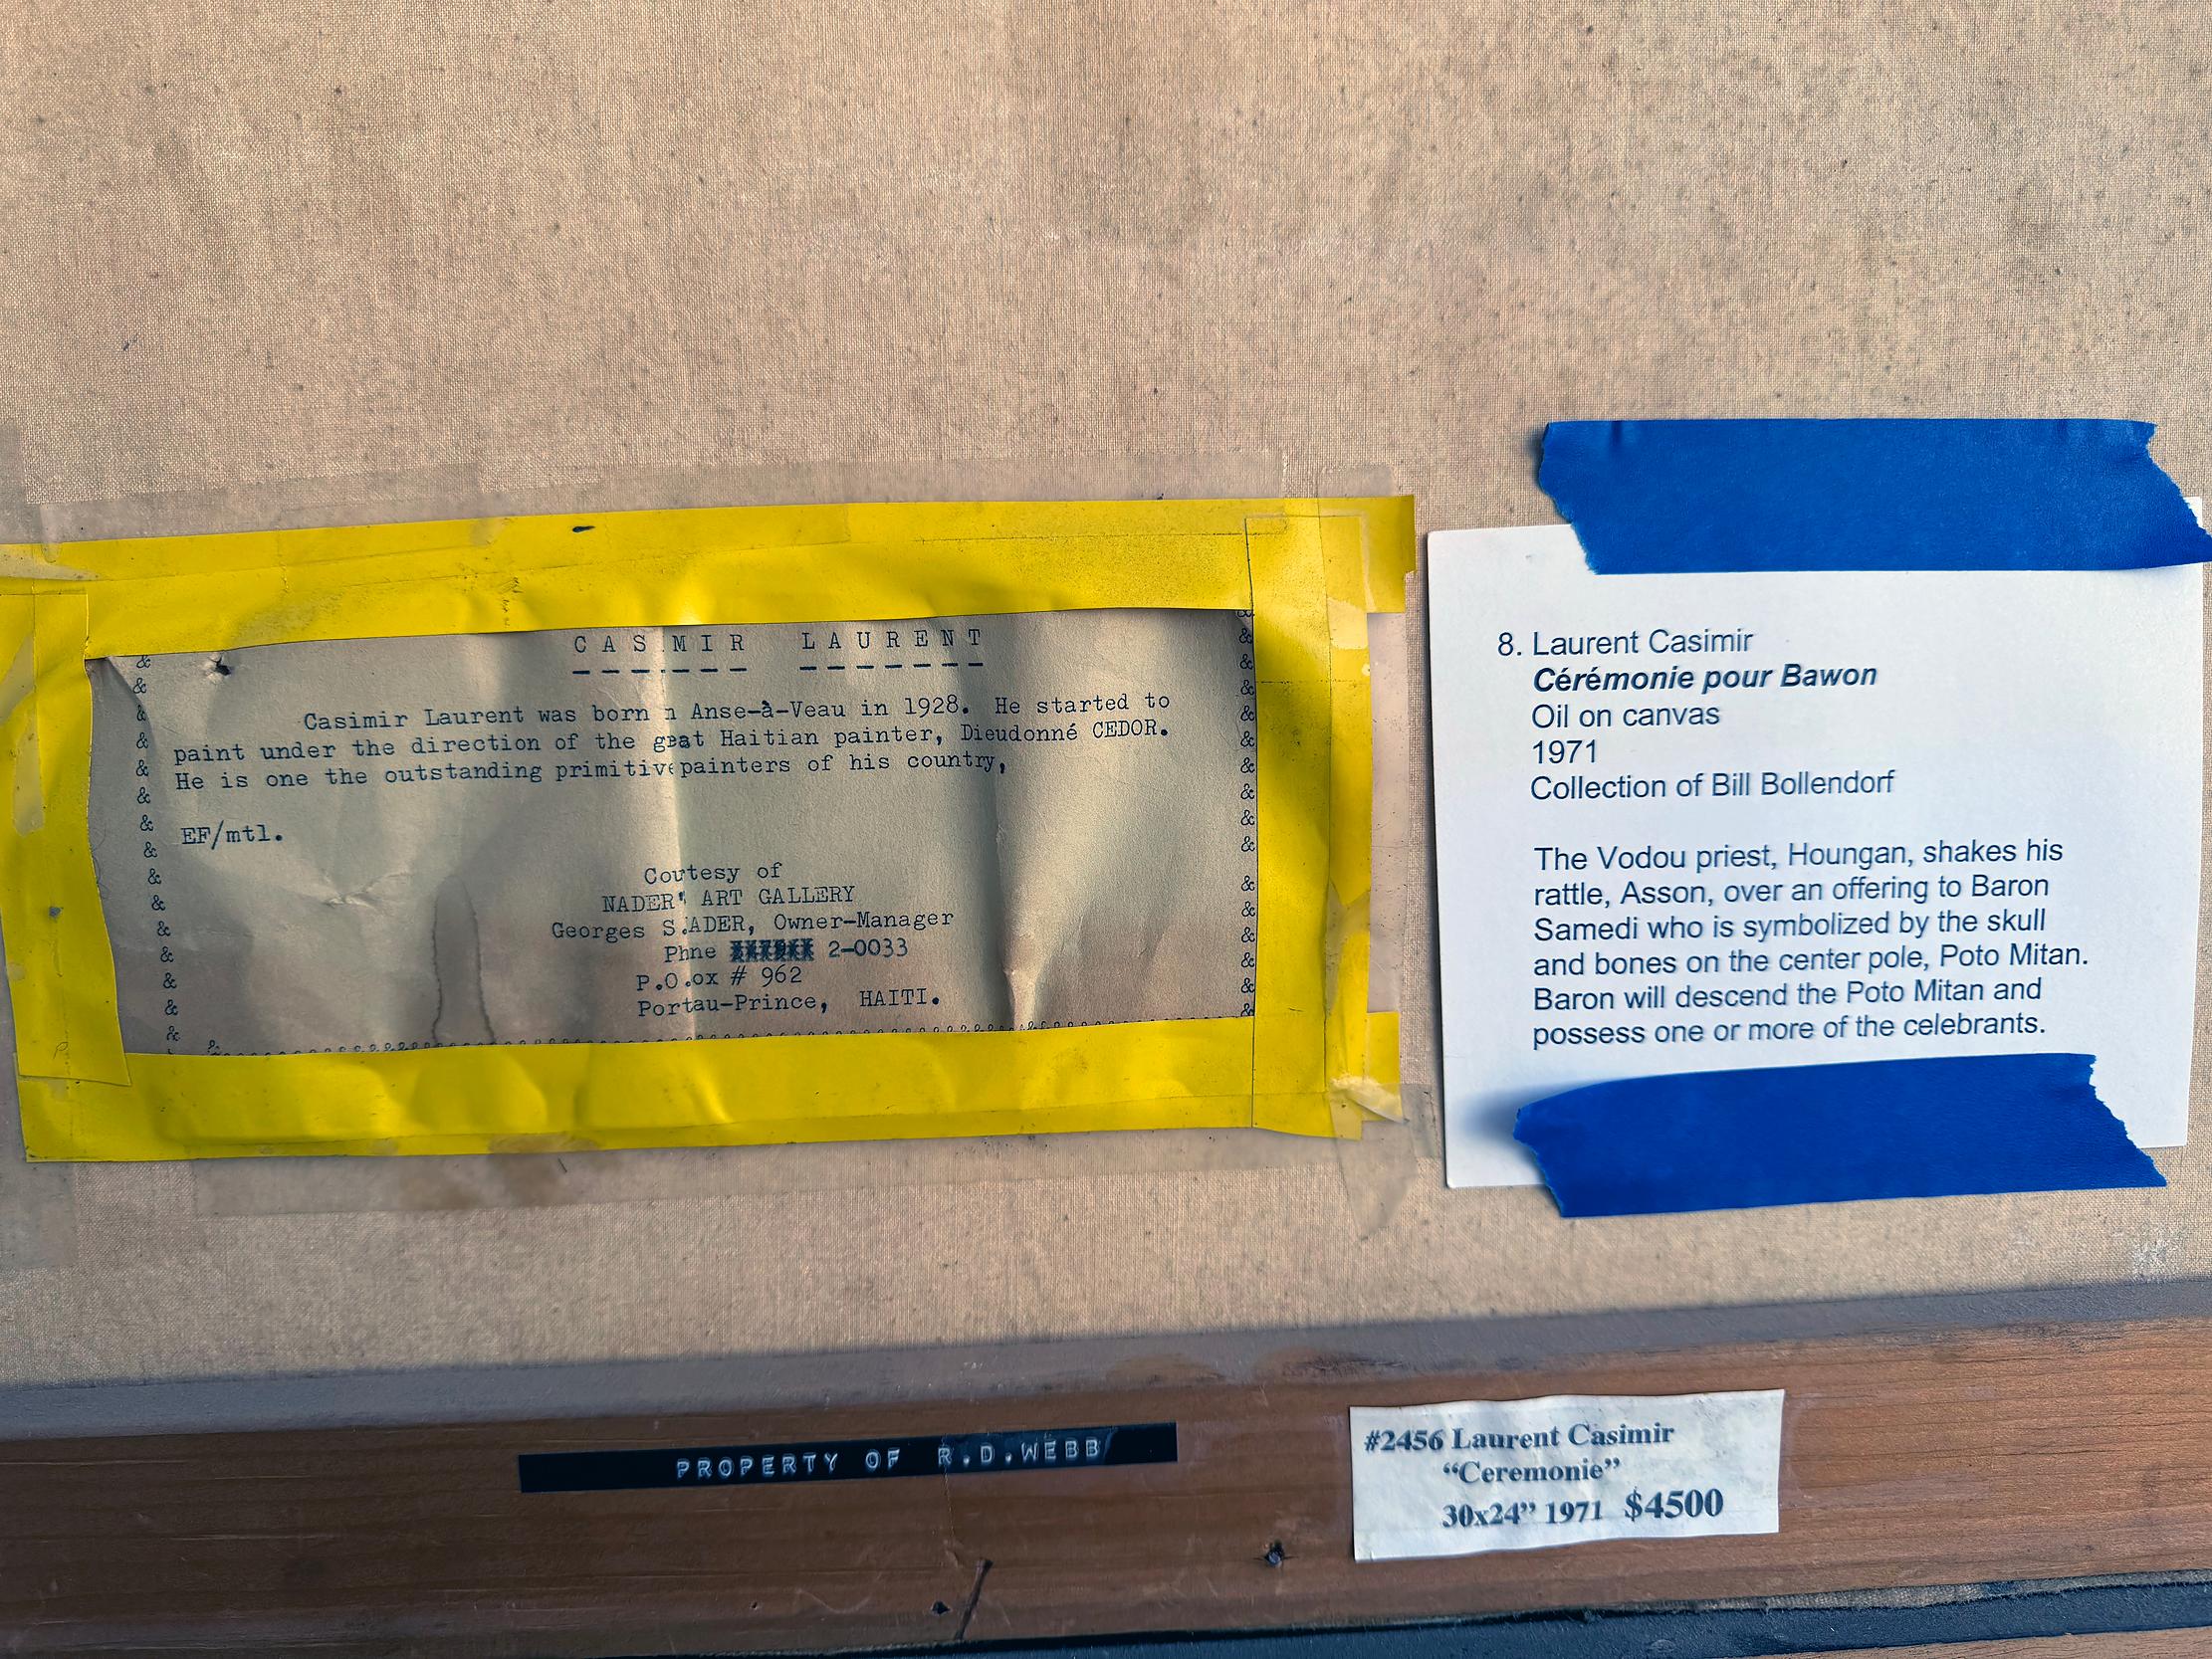 CAS MIR LAURENT
Casimir Laurent was born n Anse-à-Veau in 1928. He started to
paint under the direction of the great Haitian painter, Dieudonné CEDOR.
He is one the outstanding primitive painters of his country,
EF/mtl.
Courtesy of
NADER' ART GALLERY
Georges S. ADER, Owner-Manager
Phne 2-0033
P.O.ox # 962
Portau-Prince, HAITI.
8. Laurent Casimir
Cérémonie pour Bawon
Oil on canvas
1971
Collection of Bill Bollendorf
The Vodou priest, Houngan, shakes his
rattle, Asson, over an offering to Baron
Samedi who is symbolized by the skull
and bones on the center pole, Poto Mitan.
Baron will descend the Poto Mitan and
possess one or more of the celebrants.
PROPERTY OF R.D.WEBB
#2456 Laurent Casimir
“Ceremonie”
30x24” 1971 $4500